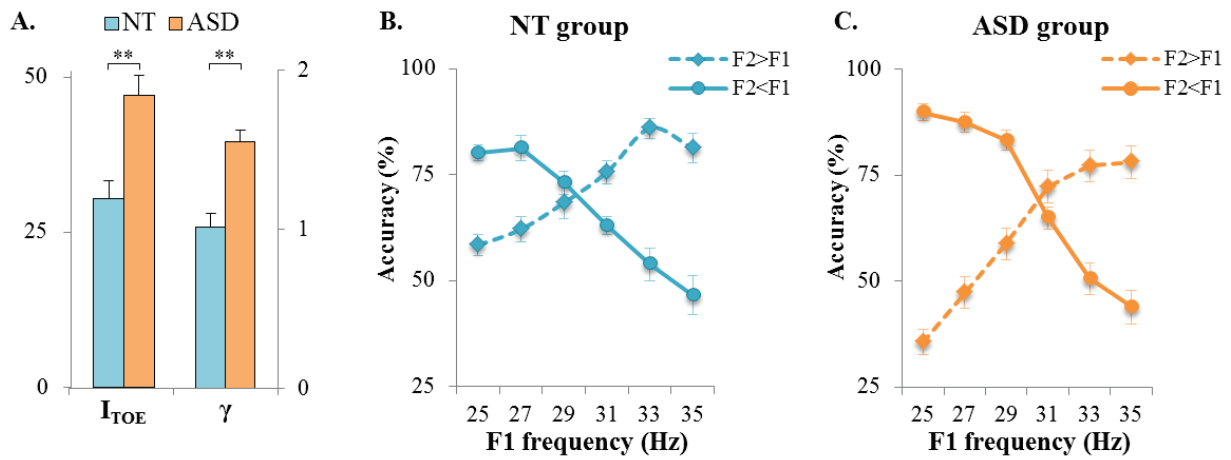 A.
NT
ASD
**
**
50
25
0
2
1
0
I_TOE
γ
B.
NT group
F2>F1
F2<F1
100
75
50
25
Accuracy (%)
25 27 29 31 33 35
F1 frequency (Hz)
C.
ASD group
F2>F1
F2<F1
100
75
50
25
Accuracy (%)
25 27 29 31 33 35
F1 frequency (Hz)